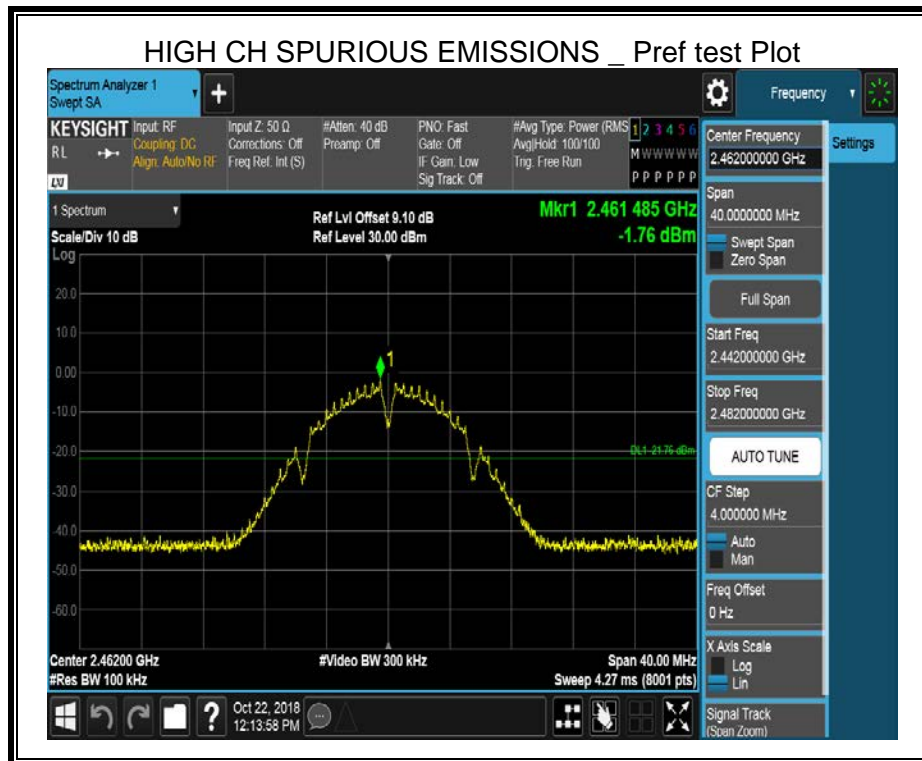 HIGH CH SPURIOUS EMISSIONS _ Pref test Plot
Spectrum Analyzer 1
Swept SA
+
Frequency
KEYSIGHT
RL
LXI
Input: RF
Coupling: DC
Align: Auto/No RF
Input Z: 50 Ω
Corrections: Off
Freq Ref: Int (S)
#Atten: 40 dB
Preamp: Off
PNO: Fast
Gate: Off
IF Gain: Low
Sig Track: Off
#Avg Type: Power (RMS
Avg|Hold: 100/100
Trig: Free Run
1 2 3 4 5 6
M W W W W W
P P P P P P
1 Spectrum
Scale/Div 10 dB
Log
Ref Lvl Offset 9.10 dB
Ref Level 30.00 dBm
Mkr1 2.461 485 GHz
-1.76 dBm
20.0
10.0
0.00
-10.0
-20.0
-30.0
-40.0
-50.0
-60.0
1
DL1 -21.76 dBm
Center 2.46200 GHz
#Res BW 100 kHz
#Video BW 300 kHz
Span 40.00 MHz
Sweep 4.27 ms (8001 pts)
?
Oct 22, 2018
12:13:58 PM
Center Frequency
2.462000000 GHz
Settings
Span
40.0000000 MHz
Swept Span
Zero Span
Full Span
Start Freq
2.442000000 GHz
Stop Freq
2.482000000 GHz
AUTO TUNE
CF Step
4.000000 MHz
Auto
Man
Freq Offset
0 Hz
X Axis Scale
Log
Lin
Signal Track
(Span Zoom)